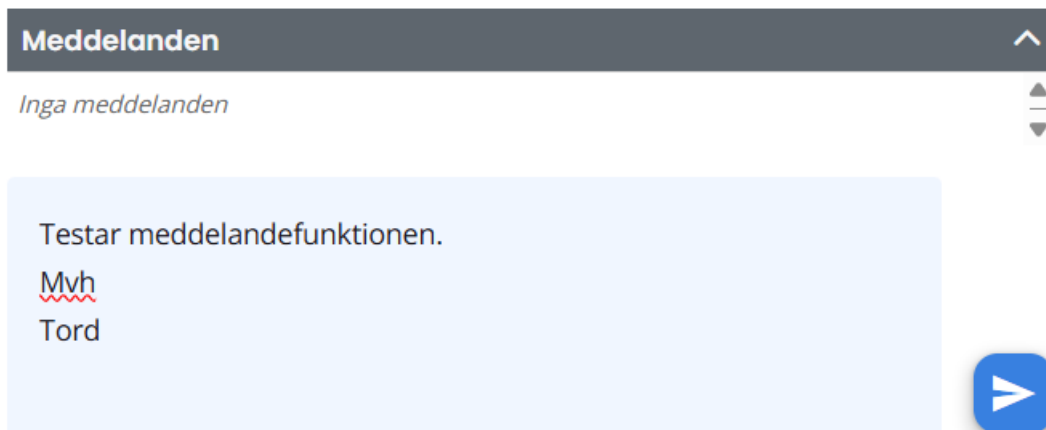 Meddelanden
Inga meddelanden
Testar meddelandefunktionen.
Mvh
Tord